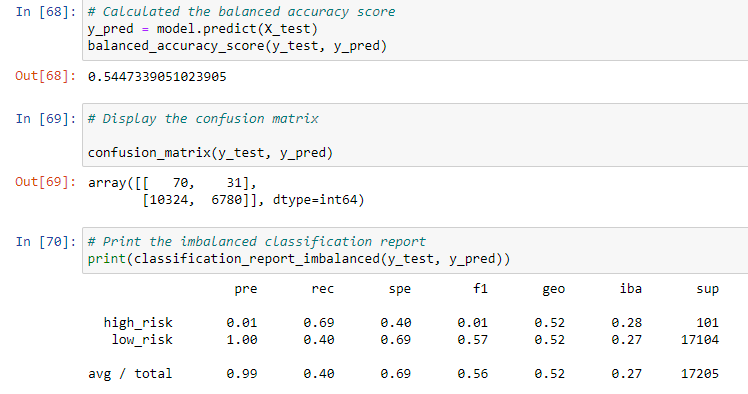 In [68]: # Calculated the balanced accuracy score
y_pred = model.predict(X_test)
balanced_accuracy_score(y_test, y_pred)
Out[68]: 0.5447339051023905
In [69]: # Display the confusion matrix
confusion_matrix(y_test, y_pred)
Out[69]: array([[   70,    31],
       [10324,  6780]], dtype=int64)
In [70]: # Print the imbalanced classification report
print(classification_report_imbalanced(y_test, y_pred))
pre rec spe f1 geo iba sup
high_risk 0.01 0.69 0.40 0.01 0.52 0.28 101
low_risk 1.00 0.40 0.69 0.57 0.52 0.27 17104
avg / total 0.99 0.40 0.69 0.56 0.52 0.27 17205